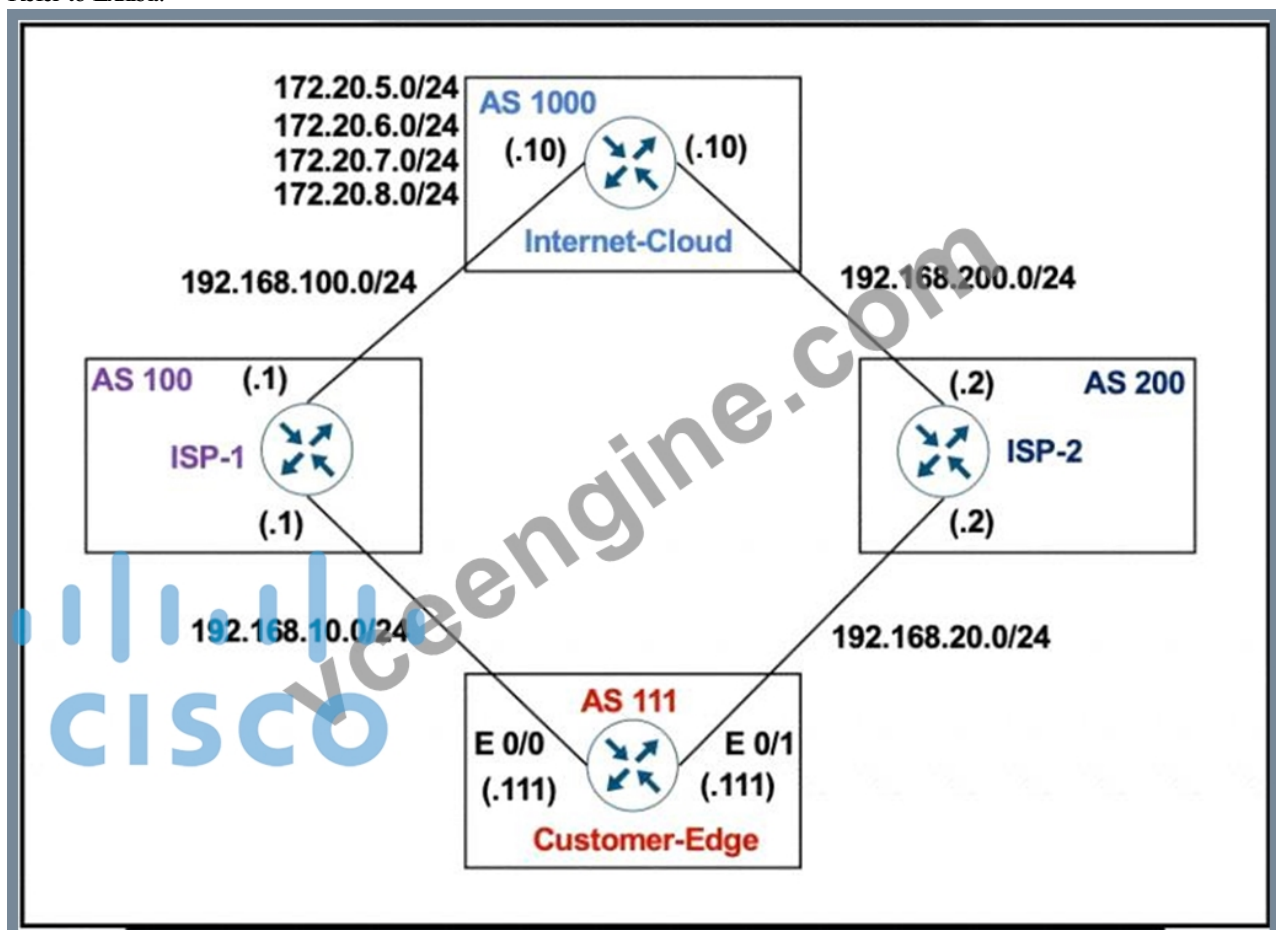 172.20.5.0/24
172.20.6.0/24
172.20.7.0/24
172.20.8.0/24
AS 1000
(.10)
(.10)
Internet-Cloud
192.168.100.0/24
192.168.200.0/24
AS 100
(.1)
ISP-1
(.1)
(.2)
AS 200
ISP-2
(.2)
vceengine.com
192.168.10.0/24
192.168.20.0/24
CISCO
AS 111
E 0/0
E 0/1
(.111)
(.111)
Customer-Edge